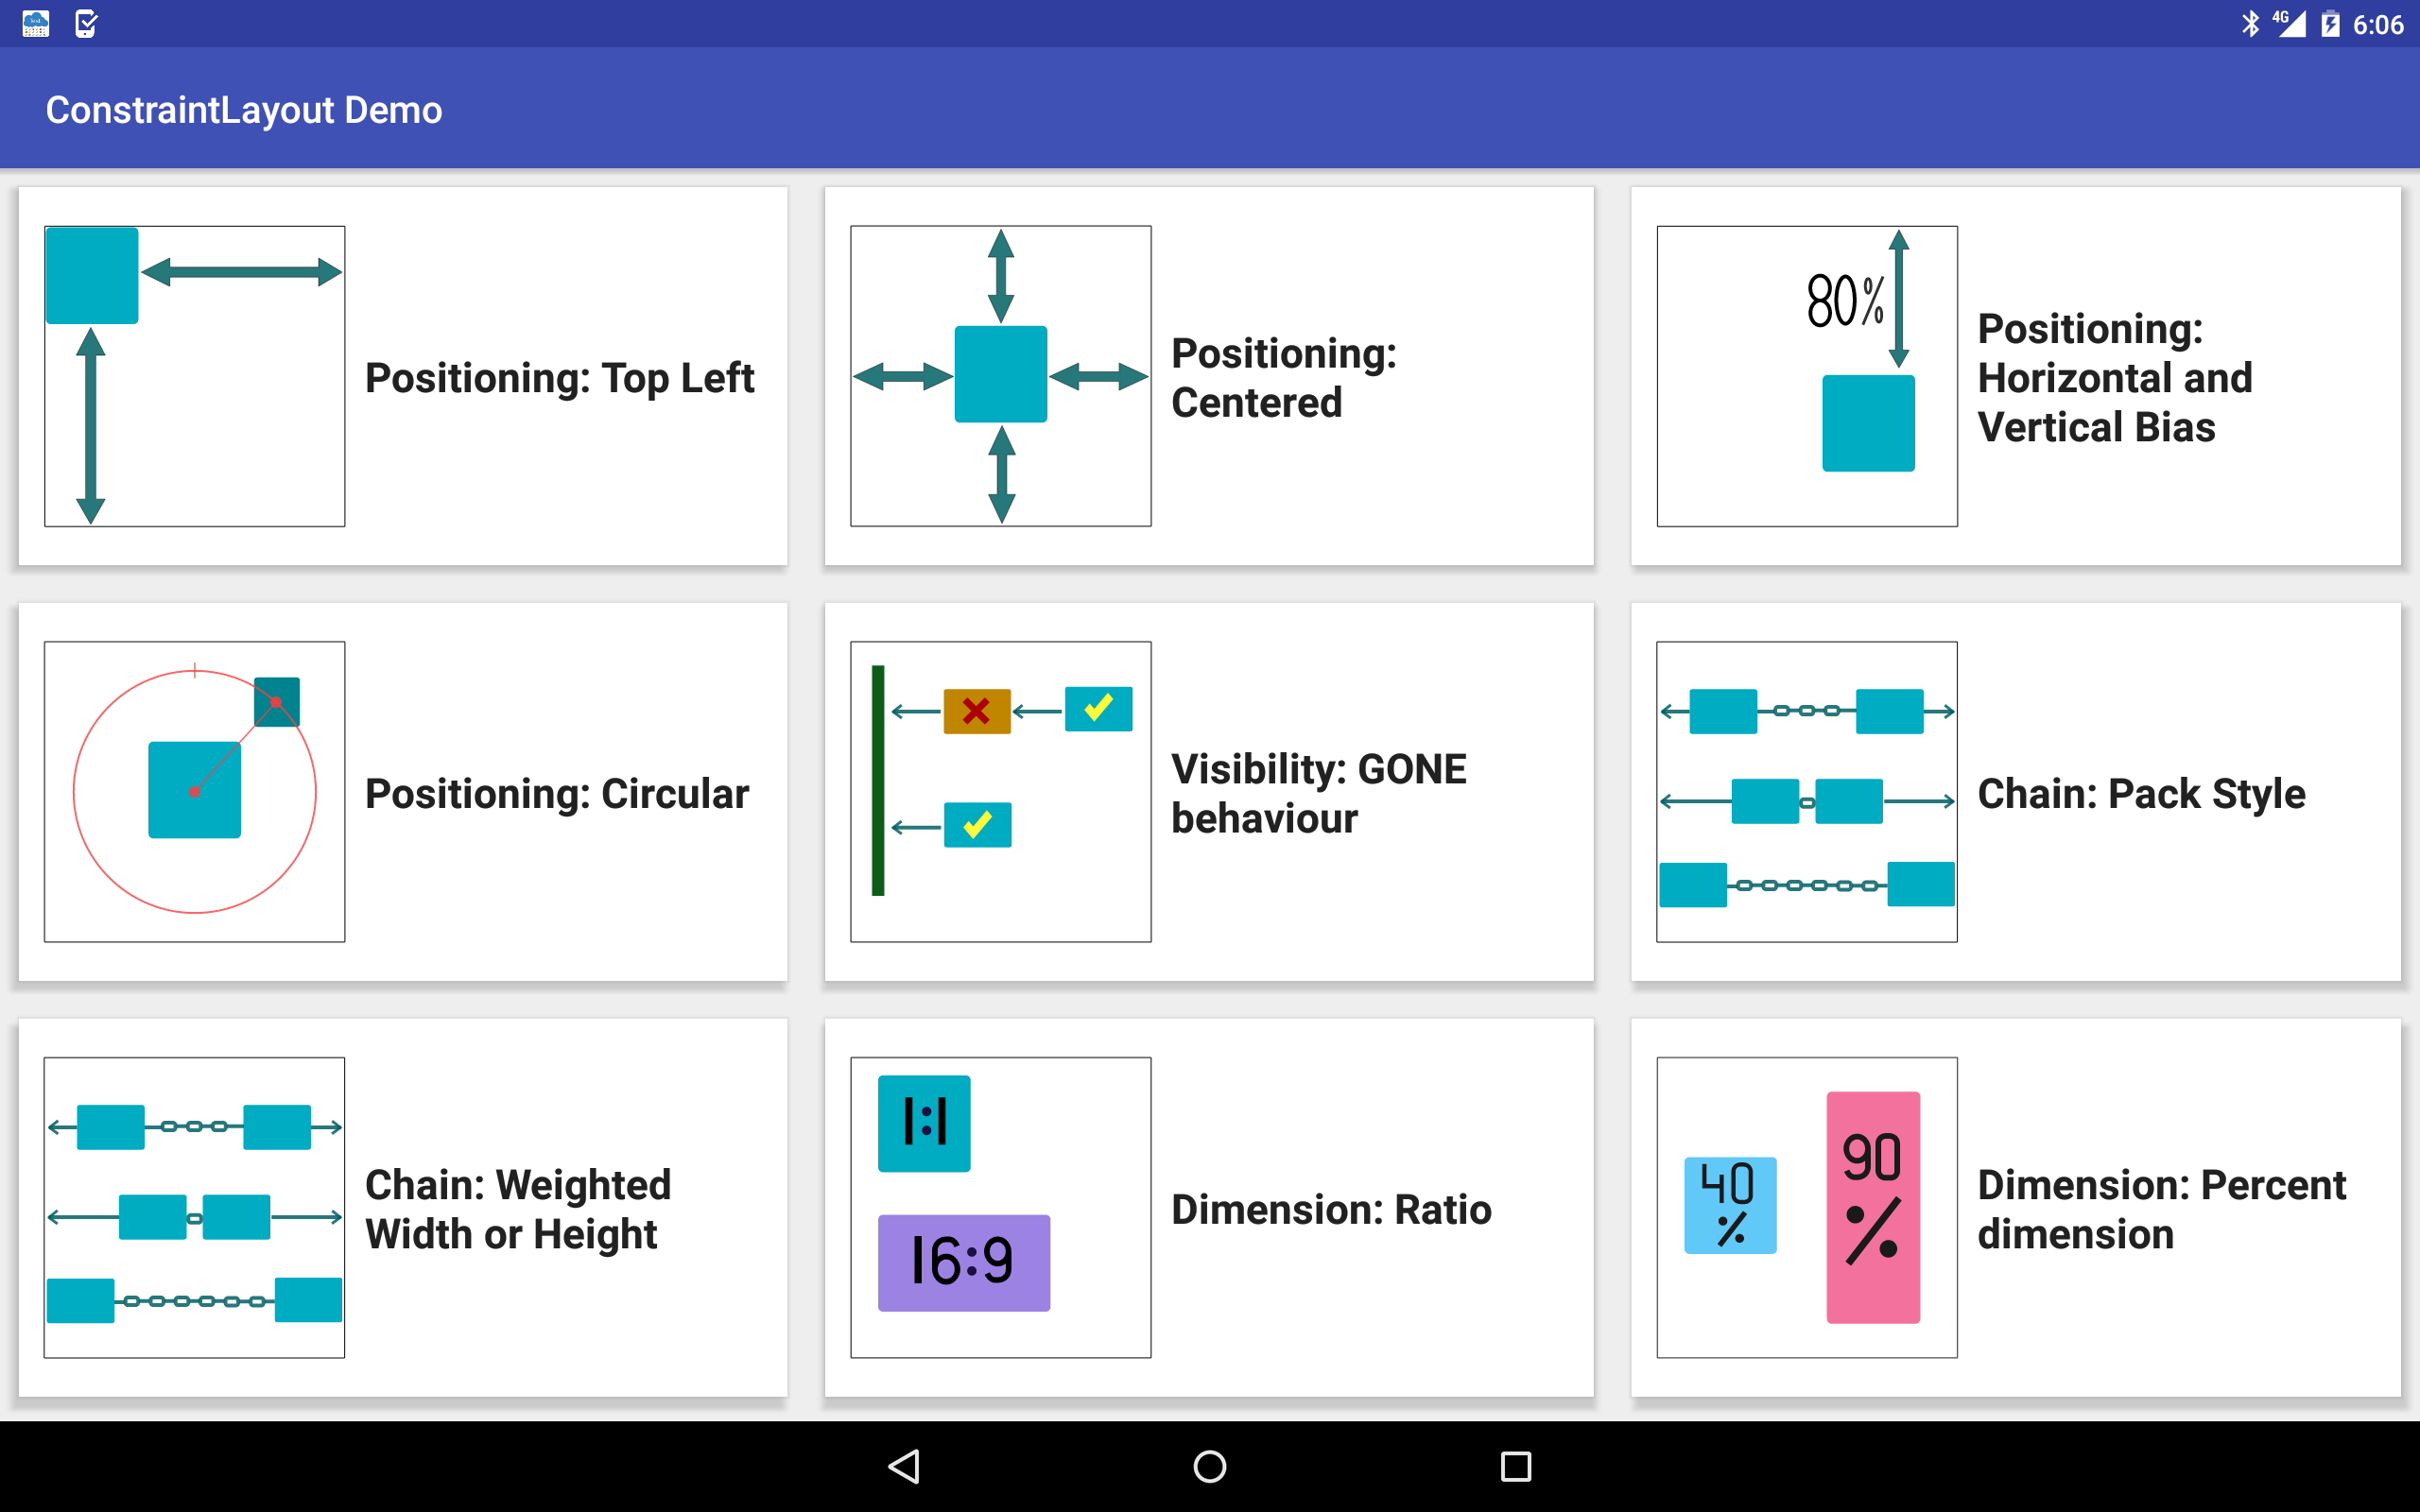 4G 6:06
ConstraintLayout Demo
Positioning: Top Left
Positioning:
Centered
80%
Positioning:
Horizontal and
Vertical Bias
Positioning: Circular
Visibility: GONE
behaviour
Chain: Pack Style
Chain: Weighted
Width or Height
1:1
16:9
Dimension: Ratio
40
%
90
%
Dimension: Percent
dimension